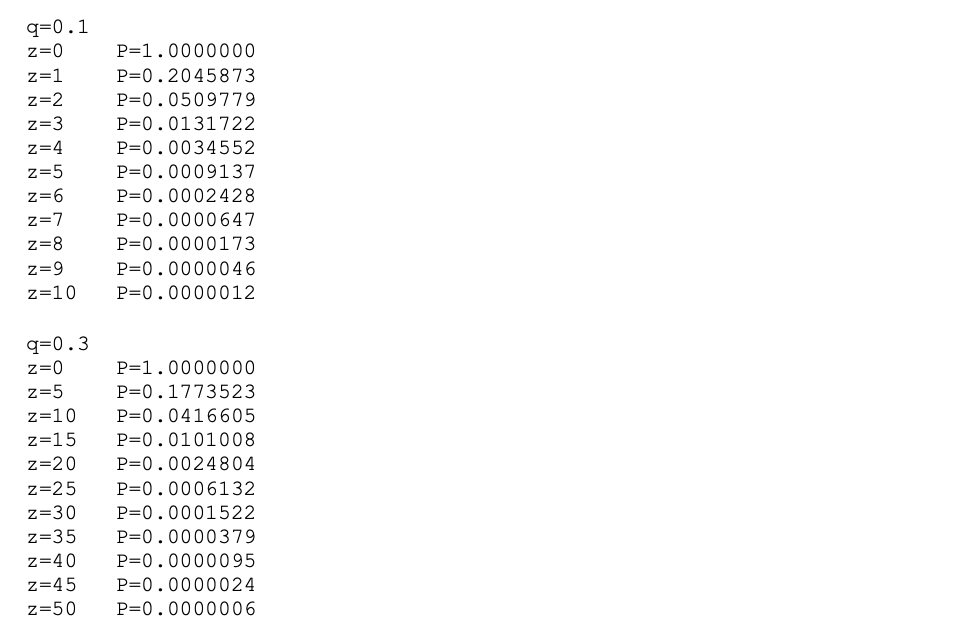 q=0.1
z=0    P=1.0000000
z=1    P=0.2045873
z=2    P=0.0509779
z=3    P=0.0131722
z=4    P=0.0034552
z=5    P=0.0009137
z=6    P=0.0002428
z=7    P=0.0000647
z=8    P=0.0000173
z=9    P=0.0000046
z=10   P=0.0000012

q=0.3
z=0    P=1.0000000
z=5    P=0.1773523
z=10   P=0.0416605
z=15   P=0.0101008
z=20   P=0.0024804
z=25   P=0.0006132
z=30   P=0.0001522
z=35   P=0.0000379
z=40   P=0.0000095
z=45   P=0.0000024
z=50   P=0.0000006